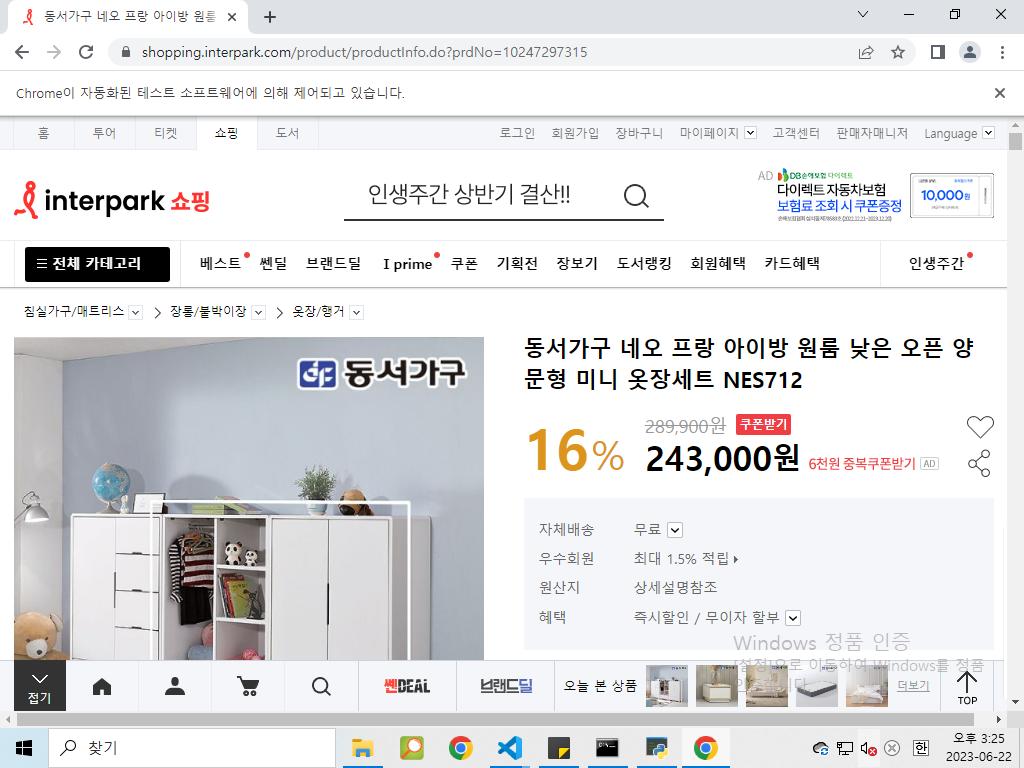 동서가구 네오 프랑 아이방 원룸
shopping.interpark.com/product/productInfo.do?prdNo=10247297315
Chrome이 자동화된 테스트 소프트웨어에 의해 제어되고 있습니다.
홈 투어 티켓 쇼핑 도서 로그인 회원가입 장바구니 마이페이지 고객센터 판매자매니저 Language
interpark 쇼핑
인생주간 상반기 결산!!
AD DB손해보험 다이렉트
다이렉트 자동차보험
보험료 조회 시 쿠폰증정
10,000원
전체 카테고리 베스트 쎈딜 브랜드딜 I prime 쿠폰 기획전 장보기 도서랭킹 회원혜택 카드혜택 인생주간
침실가구/매트리스 장롱/붙박이장 옷장/행거
동서가구
동서가구 네오 프랑 아이방 원룸 낮은 오픈 양
문형 미니 옷장세트 NES712
16% 289,900원 쿠폰받기
243,000원 6천원 중복쿠폰받기 AD
자체배송 무료
우수회원 최대 1.5% 적립
원산지 상세설명참조
혜택 즉시할인 / 무이자 할부
Windows 정품 인증
[설정]으로 이동하여 Windows를 정품
접기 쎈DEAL 브랜드딜 오늘 본 상품 더보기 TOP
찾기
한
오후 3:25
2023-06-22